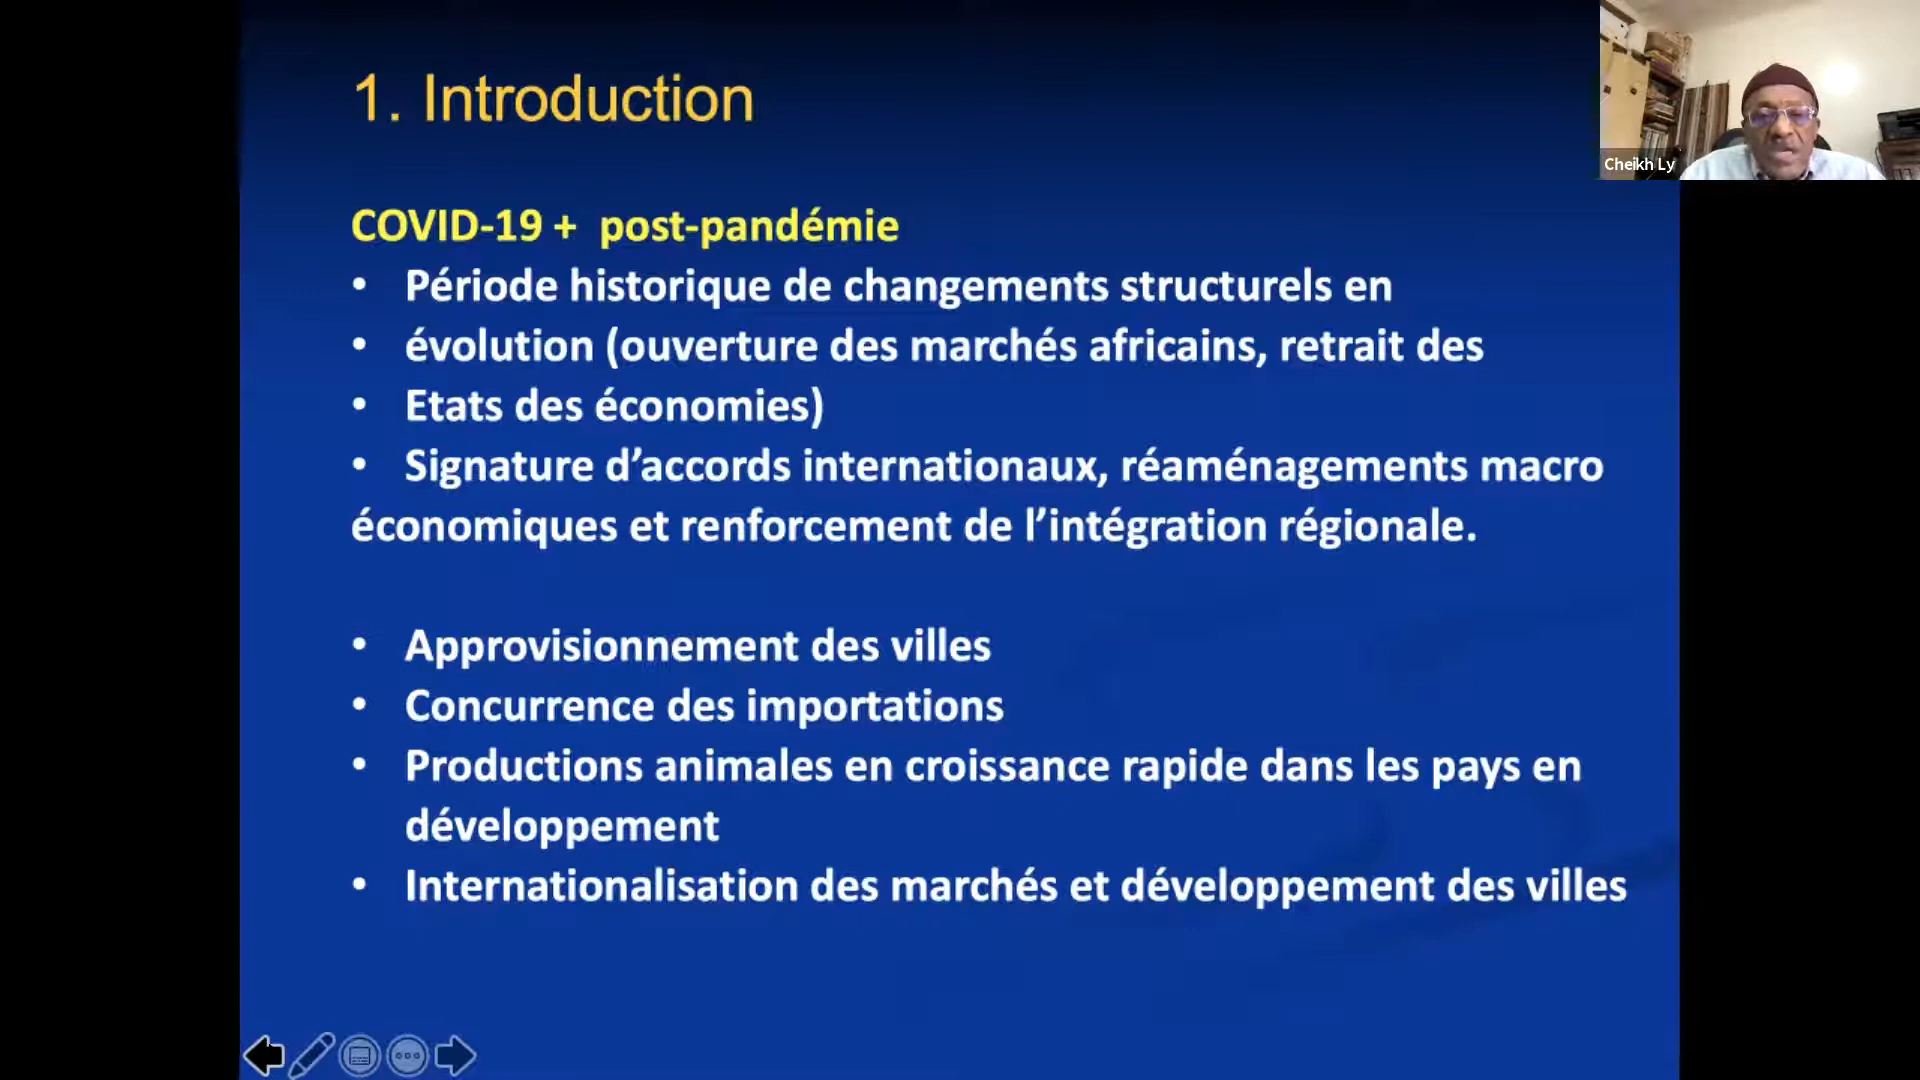 1. Introduction
Cheikh Ly
COVID-19 + post-pandémie
• Période historique de changements structurels en
• évolution (ouverture des marchés africains, retrait des
• Etats des économies)
• Signature d’accords internationaux, réaménagements macro
économiques et renforcement de l’intégration régionale.
• Approvisionnement des villes
• Concurrence des importations
• Productions animales en croissance rapide dans les pays en
développement
• Internationalisation des marchés et développement des villes